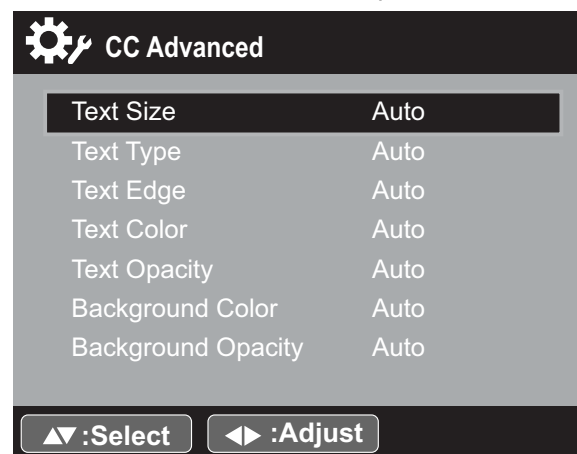 CC Advanced
Text Size Auto
Text Type Auto
Text Edge Auto
Text Color Auto
Text Opacity Auto
Background Color Auto
Background Opacity Auto
▲▼ :Select ◀▶ :Adjust